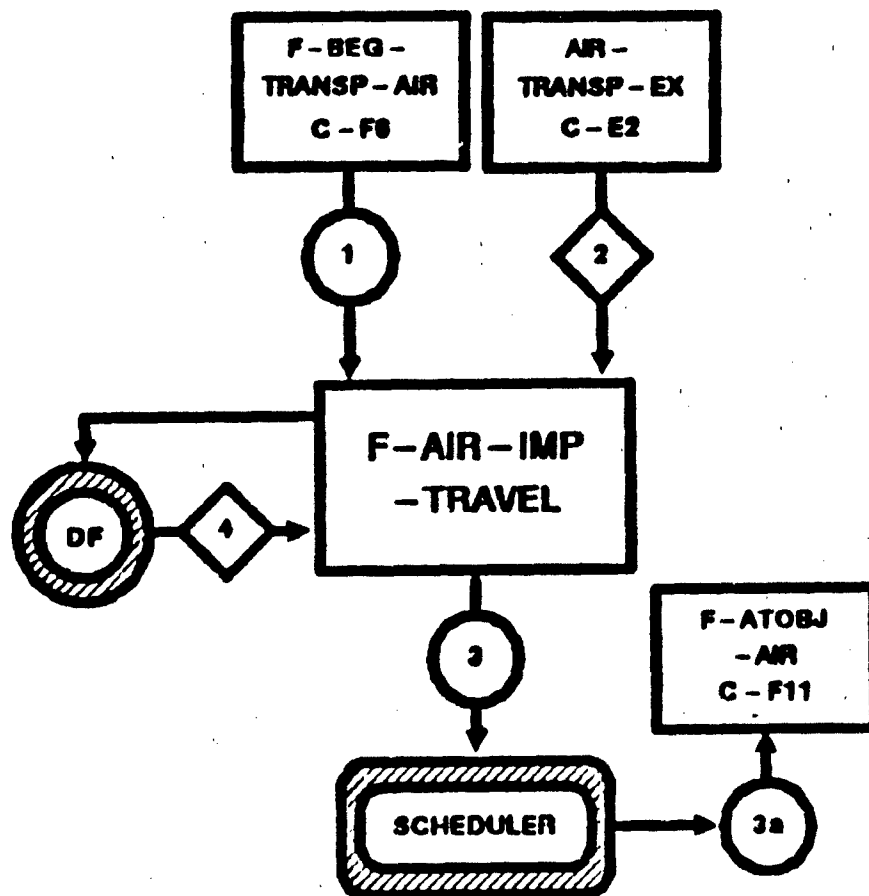 F-BEG-
TRANSP-AIR
C-F6
AIR-
TRANSP-EX
C-E2
1
2
F-AIR-IMP
-TRAVEL
DF
4
3
F-ATOBJ
-AIR
C-F11
SCHEDULER
3a